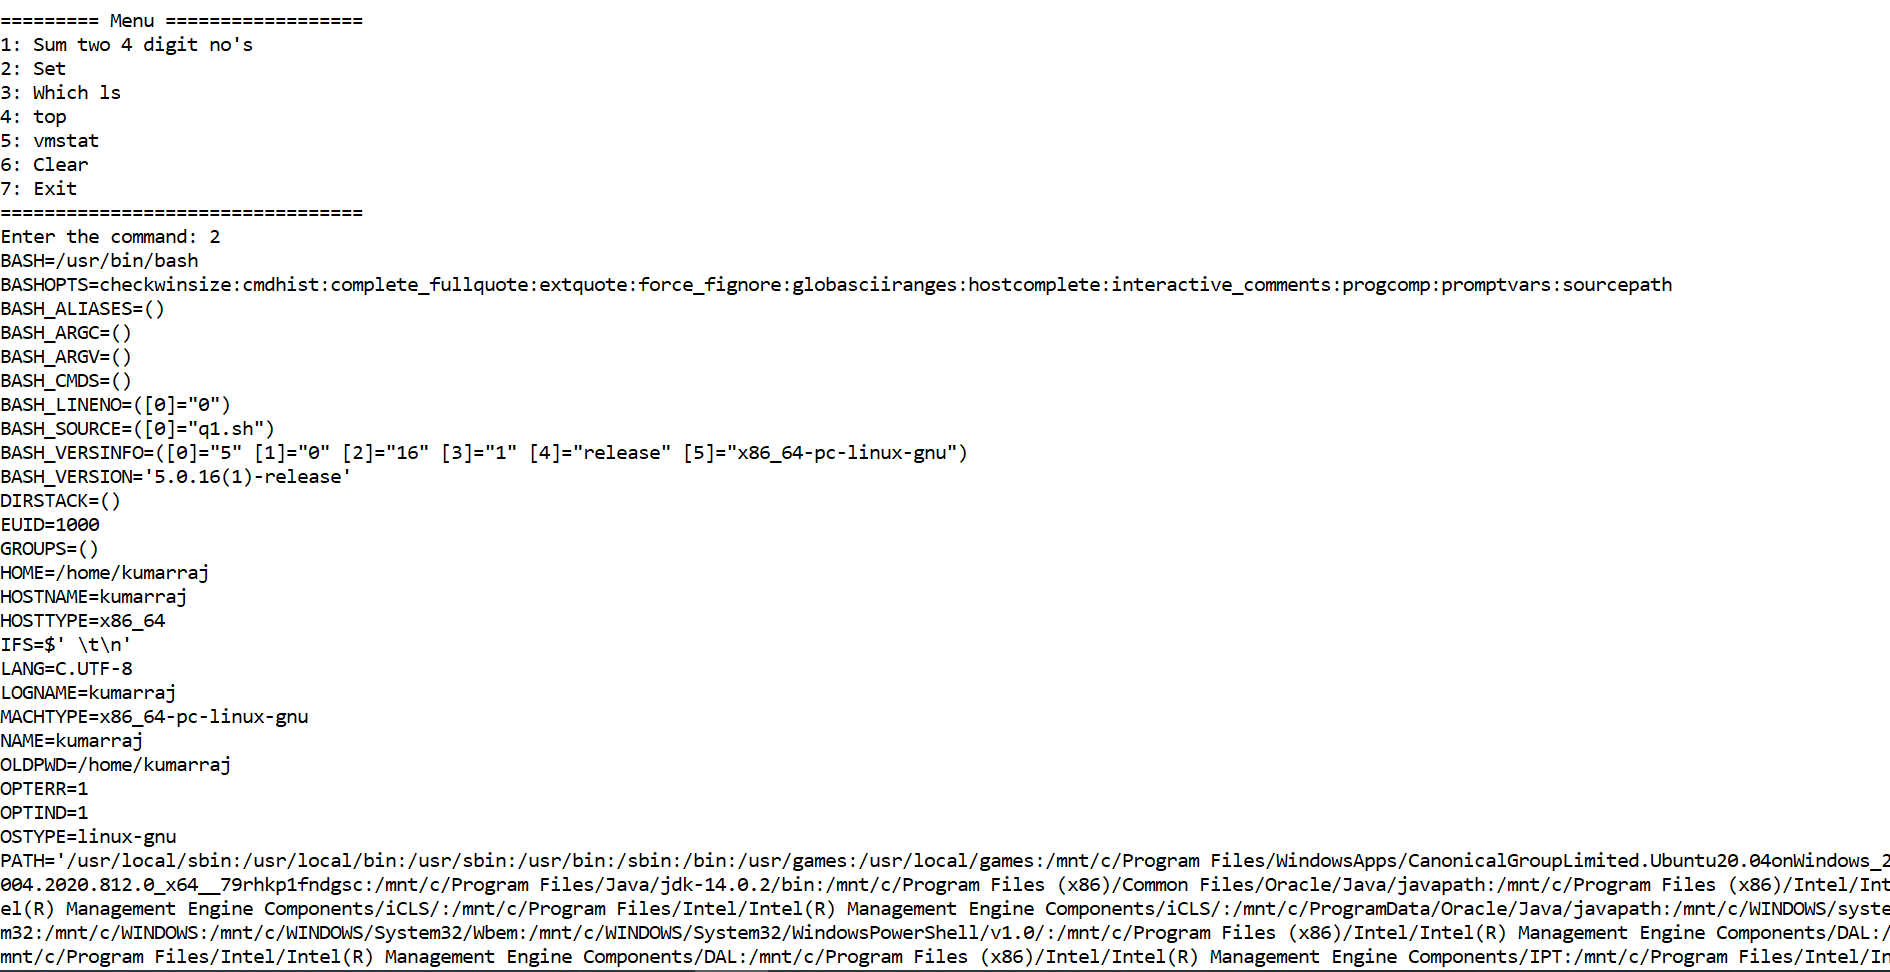 ========= Menu ==================
1: Sum two 4 digit no's
2: Set
3: Which ls
4: top
5: vmstat
6: Clear
7: Exit
=================================
Enter the command: 2
BASH=/usr/bin/bash
BASHOPTS=checkwinsize:cmdhist:complete_fullquote:extquote:force_fignore:globasciiranges:hostcomplete:interactive_comments:progcomp:promptvars:sourcepath
BASH_ALIASES=()
BASH_ARGC=()
BASH_ARGV=()
BASH_CMDS=()
BASH_LINENO=([0]="0")
BASH_SOURCE=([0]="q1.sh")
BASH_VERSINFO=([0]="5" [1]="0" [2]="16" [3]="1" [4]="release" [5]="x86_64-pc-linux-gnu")
BASH_VERSION='5.0.16(1)-release'
DIRSTACK=()
EUID=1000
GROUPS=()
HOME=/home/kumarraj
HOSTNAME=kumarraj
HOSTTYPE=x86_64
IFS=$' \t\n'
LANG=C.UTF-8
LOGNAME=kumarraj
MACHTYPE=x86_64-pc-linux-gnu
NAME=kumarraj
OLDPWD=/home/kumarraj
OPTERR=1
OPTIND=1
OSTYPE=linux-gnu
PATH='/usr/local/sbin:/usr/local/bin:/usr/sbin:/usr/bin:/sbin:/bin:/usr/games:/usr/local/games:/mnt/c/Program Files/WindowsApps/CanonicalGroupLimited.Ubuntu20.04onWindows_2
004.2020.812.0_x64__79rhkp1fndgsc:/mnt/c/Program Files/Java/jdk-14.0.2/bin:/mnt/c/Program Files (x86)/Common Files/Oracle/Java/javapath:/mnt/c/Program Files (x86)/Intel/Int
el(R) Management Engine Components/iCLS/:/mnt/c/Program Files/Intel/Intel(R) Management Engine Components/iCLS/:/mnt/c/ProgramData/Oracle/Java/javapath:/mnt/c/WINDOWS/syste
m32:/mnt/c/WINDOWS:/mnt/c/WINDOWS/System32/Wbem:/mnt/c/WINDOWS/System32/WindowsPowerShell/v1.0/:/mnt/c/Program Files (x86)/Intel/Intel(R) Management Engine Components/DAL:/
mnt/c/Program Files/Intel/Intel(R) Management Engine Components/DAL:/mnt/c/Program Files (x86)/Intel/Intel(R) Management Engine Components/IPT:/mnt/c/Program Files/Intel/In